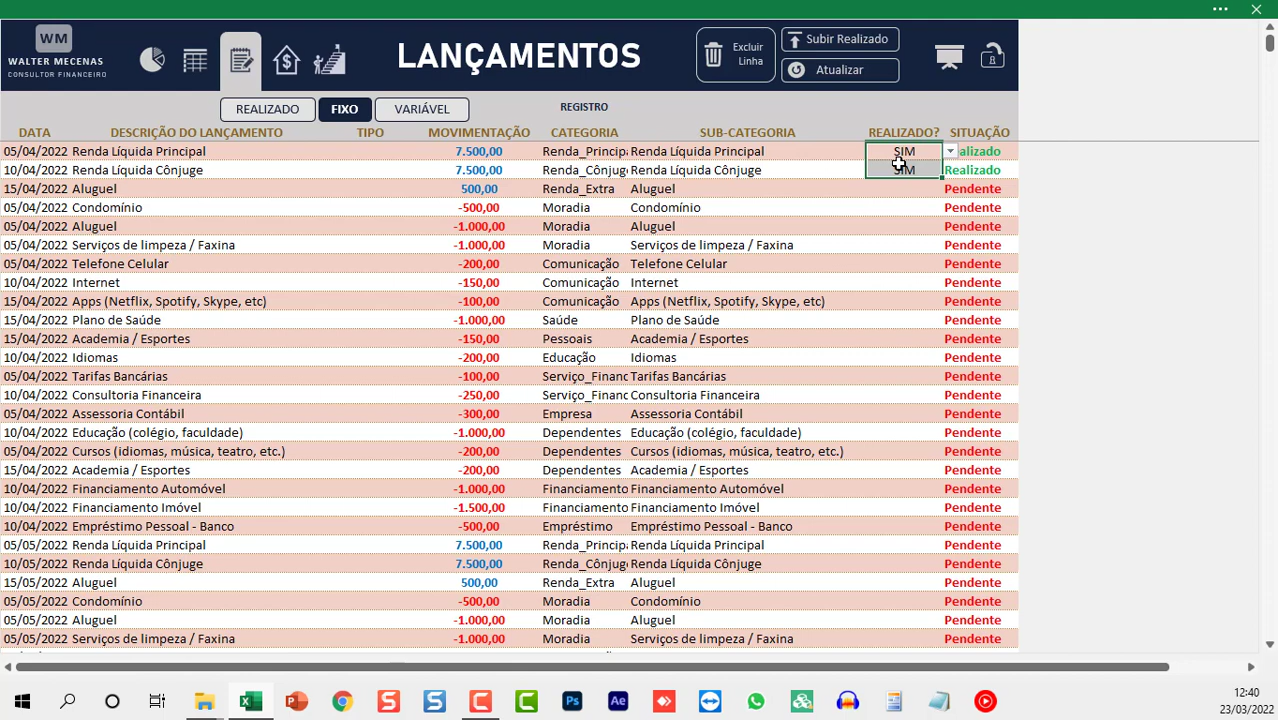 WM
WALTER MECENAS
CONSULTOR FINANCEIRO
LANÇAMENTOS
Excluir
Linha
Subir Realizado
Atualizar
REALIZADO FIXO VARIÁVEL REGISTRO
DATA DESCRIÇÃO DO LANÇAMENTO TIPO MOVIMENTAÇÃO CATEGORIA SUB-CATEGORIA REALIZADO? SITUAÇÃO
05/04/2022 Renda Líquida Principal 7.500,00 Renda_Princip Renda Líquida Principal SIM alizado
10/04/2022 Renda Líquida Cônjuge 7.500,00 Renda_Cônjuge Renda Líquida Cônjuge SIM Realizado
15/04/2022 Aluguel 500,00 Renda_Extra Aluguel Pendente
05/04/2022 Condomínio -500,00 Moradia Condomínio Pendente
05/04/2022 Aluguel -1.000,00 Moradia Aluguel Pendente
05/04/2022 Serviços de limpeza / Faxina -1.000,00 Moradia Serviços de limpeza / Faxina Pendente
05/04/2022 Telefone Celular -200,00 Comunicação Telefone Celular Pendente
10/04/2022 Internet -150,00 Comunicação Internet Pendente
15/04/2022 Apps (Netflix, Spotify, Skype, etc) -100,00 Comunicação Apps (Netflix, Spotify, Skype, etc) Pendente
15/04/2022 Plano de Saúde -1.000,00 Saúde Plano de Saúde Pendente
15/04/2022 Academia / Esportes -150,00 Pessoais Academia / Esportes Pendente
10/04/2022 Idiomas -200,00 Educação Idiomas Pendente
05/04/2022 Tarifas Bancárias -100,00 Serviço_Financ Tarifas Bancárias Pendente
10/04/2022 Consultoria Financeira -250,00 Serviço_Financ Consultoria Financeira Pendente
05/04/2022 Assessoria Contábil -300,00 Empresa Assessoria Contábil Pendente
10/04/2022 Educação (colégio, faculdade) -1.000,00 Dependentes Educação (colégio, faculdade) Pendente
05/04/2022 Cursos (idiomas, música, teatro, etc.) -200,00 Dependentes Cursos (idiomas, música, teatro, etc.) Pendente
15/04/2022 Academia / Esportes -200,00 Dependentes Academia / Esportes Pendente
10/04/2022 Financiamento Automóvel -1.000,00 Financiamento Financiamento Automóvel Pendente
10/04/2022 Financiamento Imóvel -1.500,00 Financiamento Financiamento Imóvel Pendente
10/04/2022 Empréstimo Pessoal - Banco -500,00 Empréstimo Empréstimo Pessoal - Banco Pendente
05/05/2022 Renda Líquida Principal 7.500,00 Renda_Princip Renda Líquida Principal Pendente
10/05/2022 Renda Líquida Cônjuge 7.500,00 Renda_Cônjuge Renda Líquida Cônjuge Pendente
15/05/2022 Aluguel 500,00 Renda_Extra Aluguel Pendente
05/05/2022 Condomínio -500,00 Moradia Condomínio Pendente
05/05/2022 Aluguel -1.000,00 Moradia Aluguel Pendente
05/05/2022 Serviços de limpeza / Faxina -1.000,00 Moradia Serviços de limpeza / Faxina Pendente
12:40
23/03/2022